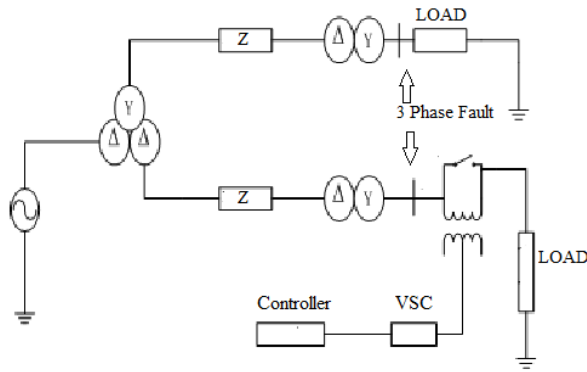 LOAD
Z
Δ
Y
3 Phase Fault
Y
Δ
Δ
Z
Δ
Y
LOAD
Controller
VSC